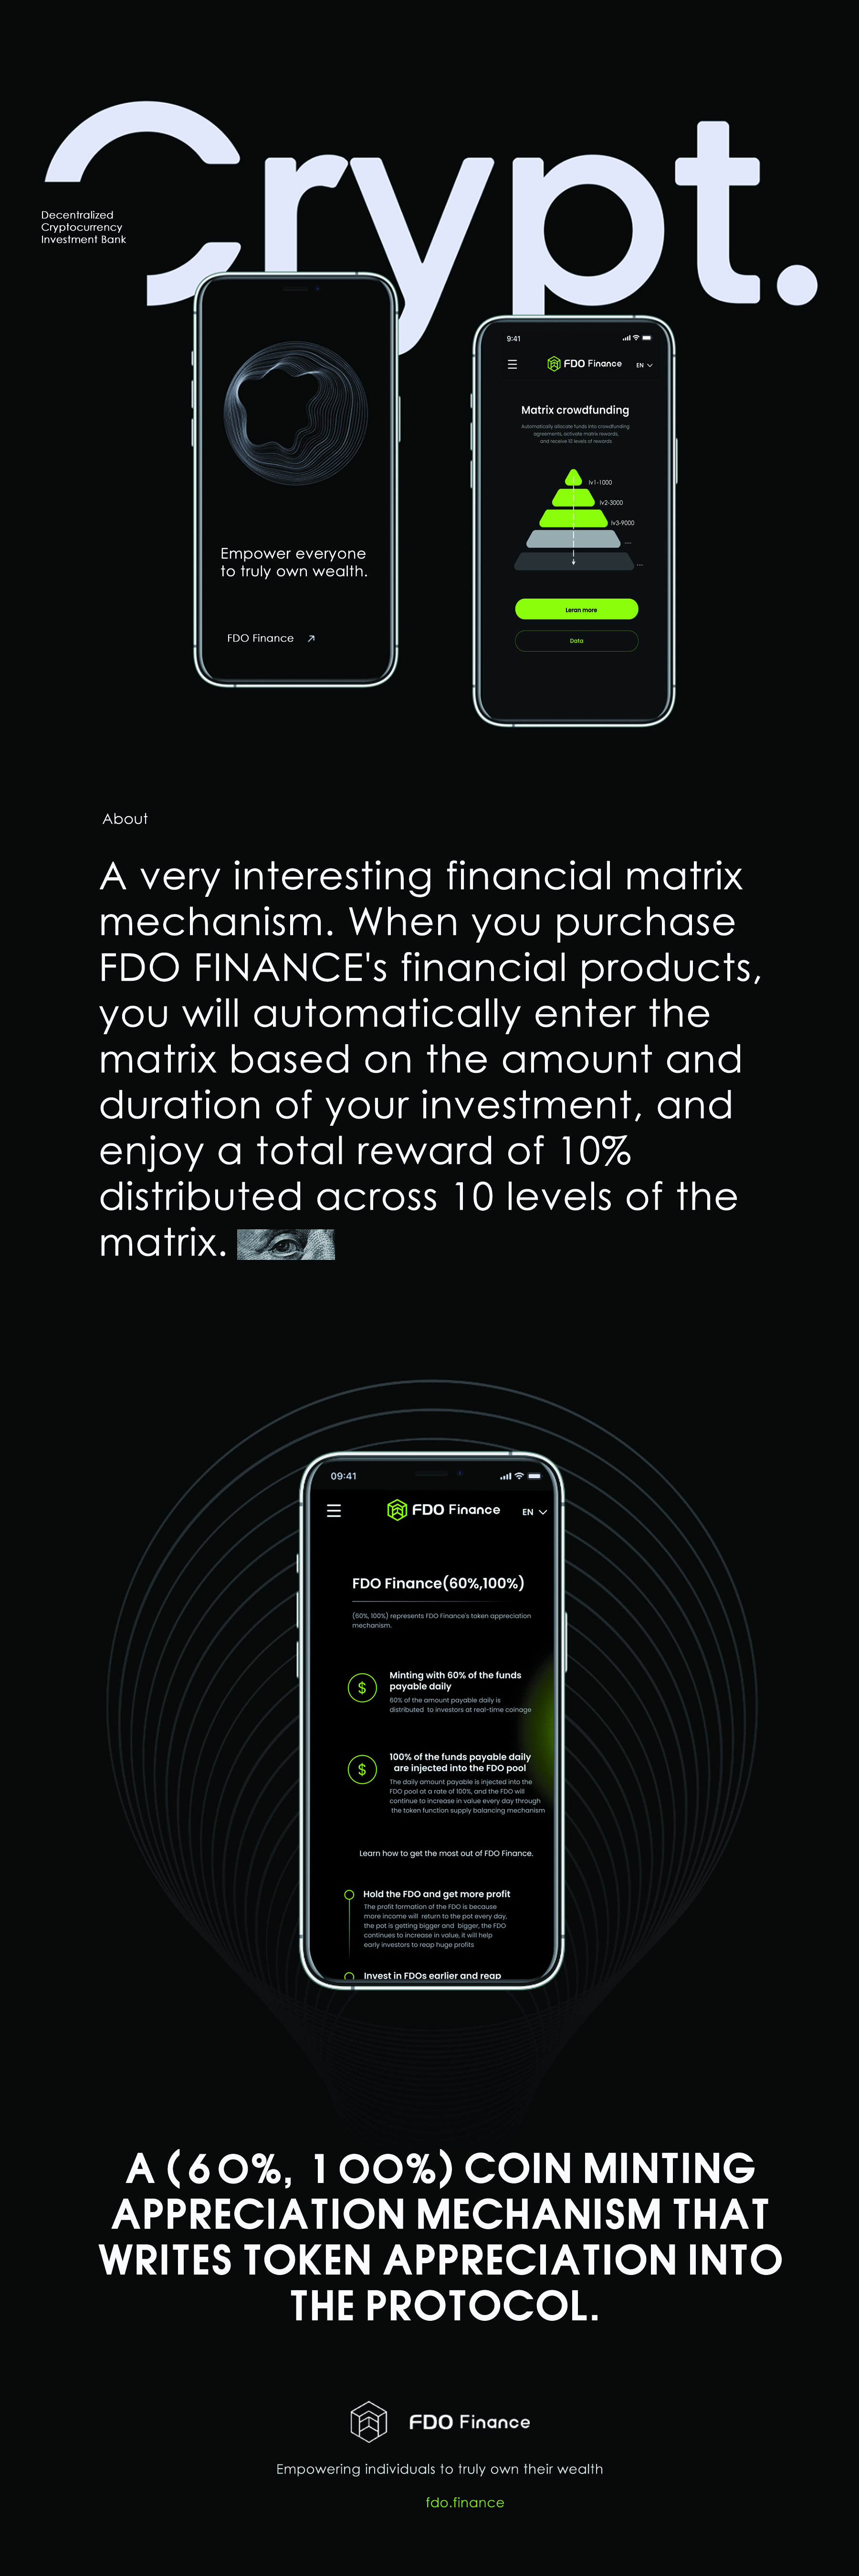 Crypt.
Decentralized
Cryptocurrency
Investment Bank
Empower everyone
to truly own wealth.
FDO Finance
9:41
FDO Finance
EN
Matrix crowdfunding
Automatically allocate funds into crowdfunding
agreements, activate matrix rewards,
and receive 10 levels of rewards
lv1-1000
lv2-3000
lv3-9000
....
....
Leran more
Data
About
A very interesting financial matrix
mechanism. When you purchase
FDO FINANCE's financial products,
you will automatically enter the
matrix based on the amount and
duration of your investment, and
enjoy a total reward of 10%
distributed across 10 levels of the
matrix.
09:41
FDO Finance
EN
FDO Finance(60%,100%)
(60%, 100%) represents FDO Finance's token appreciation
mechanism.
$
Minting with 60% of the funds
payable daily
60% of the amount payable daily is
distributed to investors at real-time coinage
$
100% of the funds payable daily
are injected into the FDO pool
The daily amount payable is injected into the
FDO pool at a rate of 100%, and the FDO will
continue to increase in value every day through
the token function supply balancing mechanism
Learn how to get the most out of FDO Finance.
Hold the FDO and get more profit
The profit formation of the FDO is because
more income will return to the pot every day,
the pot is getting bigger and bigger, the FDO
continues to increase in value, it will help
early investors to reap huge profits
Invest in FDOs earlier and reap
A (60%, 100%) COIN MINTING
APPRECIATION MECHANISM THAT
WRITES TOKEN APPRECIATION INTO
THE PROTOCOL.
FDO Finance
Empowering individuals to truly own their wealth
fdo.finance